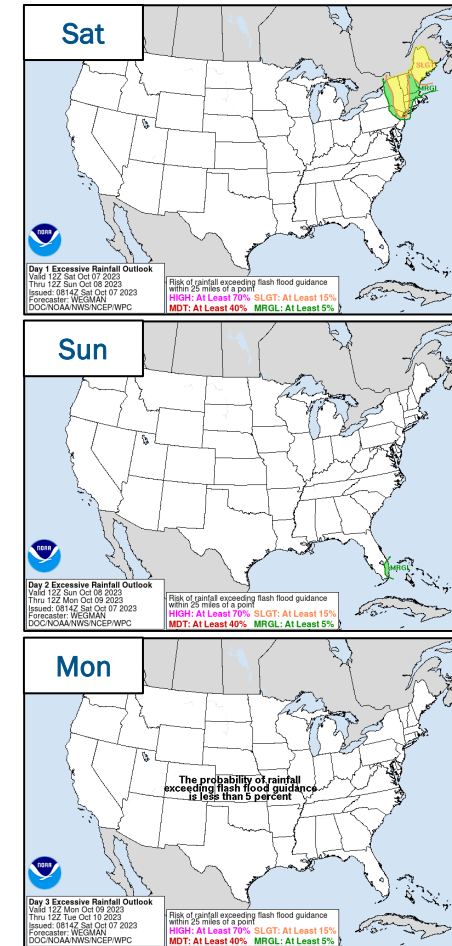 Sat
SLGT
MRGL
NOAA
Day 1 Excessive Rainfall Outlook
Valid 12Z Sat Oct 07 2023
Thru 12Z Sun Oct 08 2023
Issued: 0814Z Sat Oct 07 2023
Forecaster: WEGMAN
DOC/NOAA/NWS/NCEP/WPC
Risk of rainfall exceeding flash flood guidance
within 25 miles of a point
HIGH: At Least 70% SLGT: At Least 15%
MDT: At Least 40% MRGL: At Least 5%
Sun
MRGL
NOAA
Day 2 Excessive Rainfall Outlook
Valid 12Z Sun Oct 08 2023
Thru 12Z Mon Oct 09 2023
Issued: 0814Z Sat Oct 07 2023
Forecaster: WEGMAN
DOC/NOAA/NWS/NCEP/WPC
Risk of rainfall exceeding flash flood guidance
within 25 miles of a point
HIGH: At Least 70% SLGT: At Least 15%
MDT: At Least 40% MRGL: At Least 5%
Mon
The probability of rainfall
exceeding flash flood guidance
is less than 5 percent
NOAA
Day 3 Excessive Rainfall Outlook
Valid 12Z Mon Oct 09 2023
Thru 12Z Tue Oct 10 2023
Issued: 0814Z Sat Oct 07 2023
Forecaster: WEGMAN
DOC/NOAA/NWS/NCEP/WPC
Risk of rainfall exceeding flash flood guidance
within 25 miles of a point
HIGH: At Least 70% SLGT: At Least 15%
MDT: At Least 40% MRGL: At Least 5%